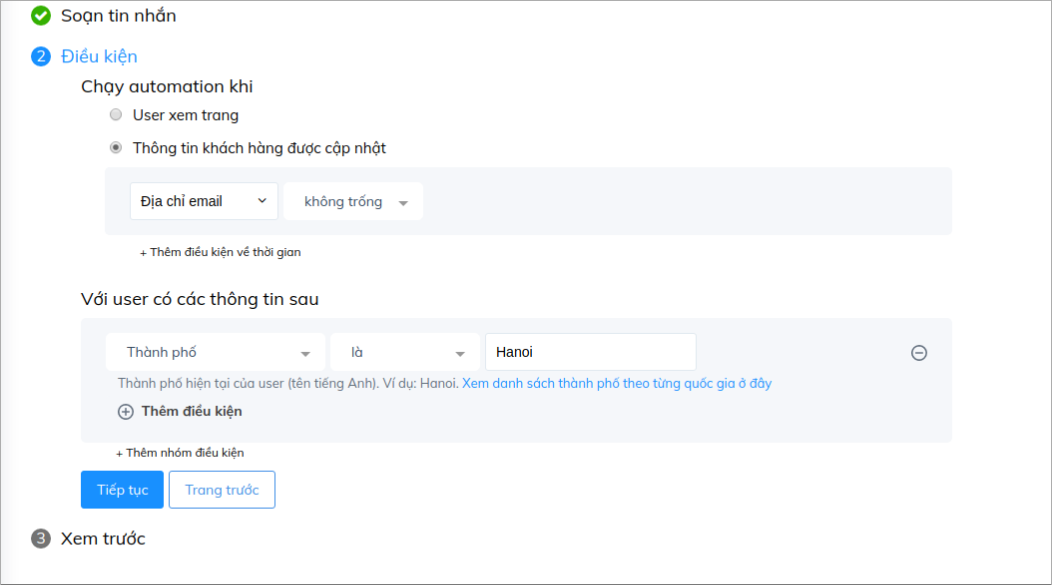 Soạn tin nhắn
2 Điều kiện
Chạy automation khi
User xem trang
Thông tin khách hàng được cập nhật
Địa chỉ email không trống
+ Thêm điều kiện về thời gian
Với user có các thông tin sau
Thành phố là Hanoi
Thành phố hiện tại của user (tên tiếng Anh). Ví dụ: Hanoi. Xem danh sách thành phố theo từng quốc gia ở đây
Thêm điều kiện
+ Thêm nhóm điều kiện
Tiếp tục Trang trước
3 Xem trước